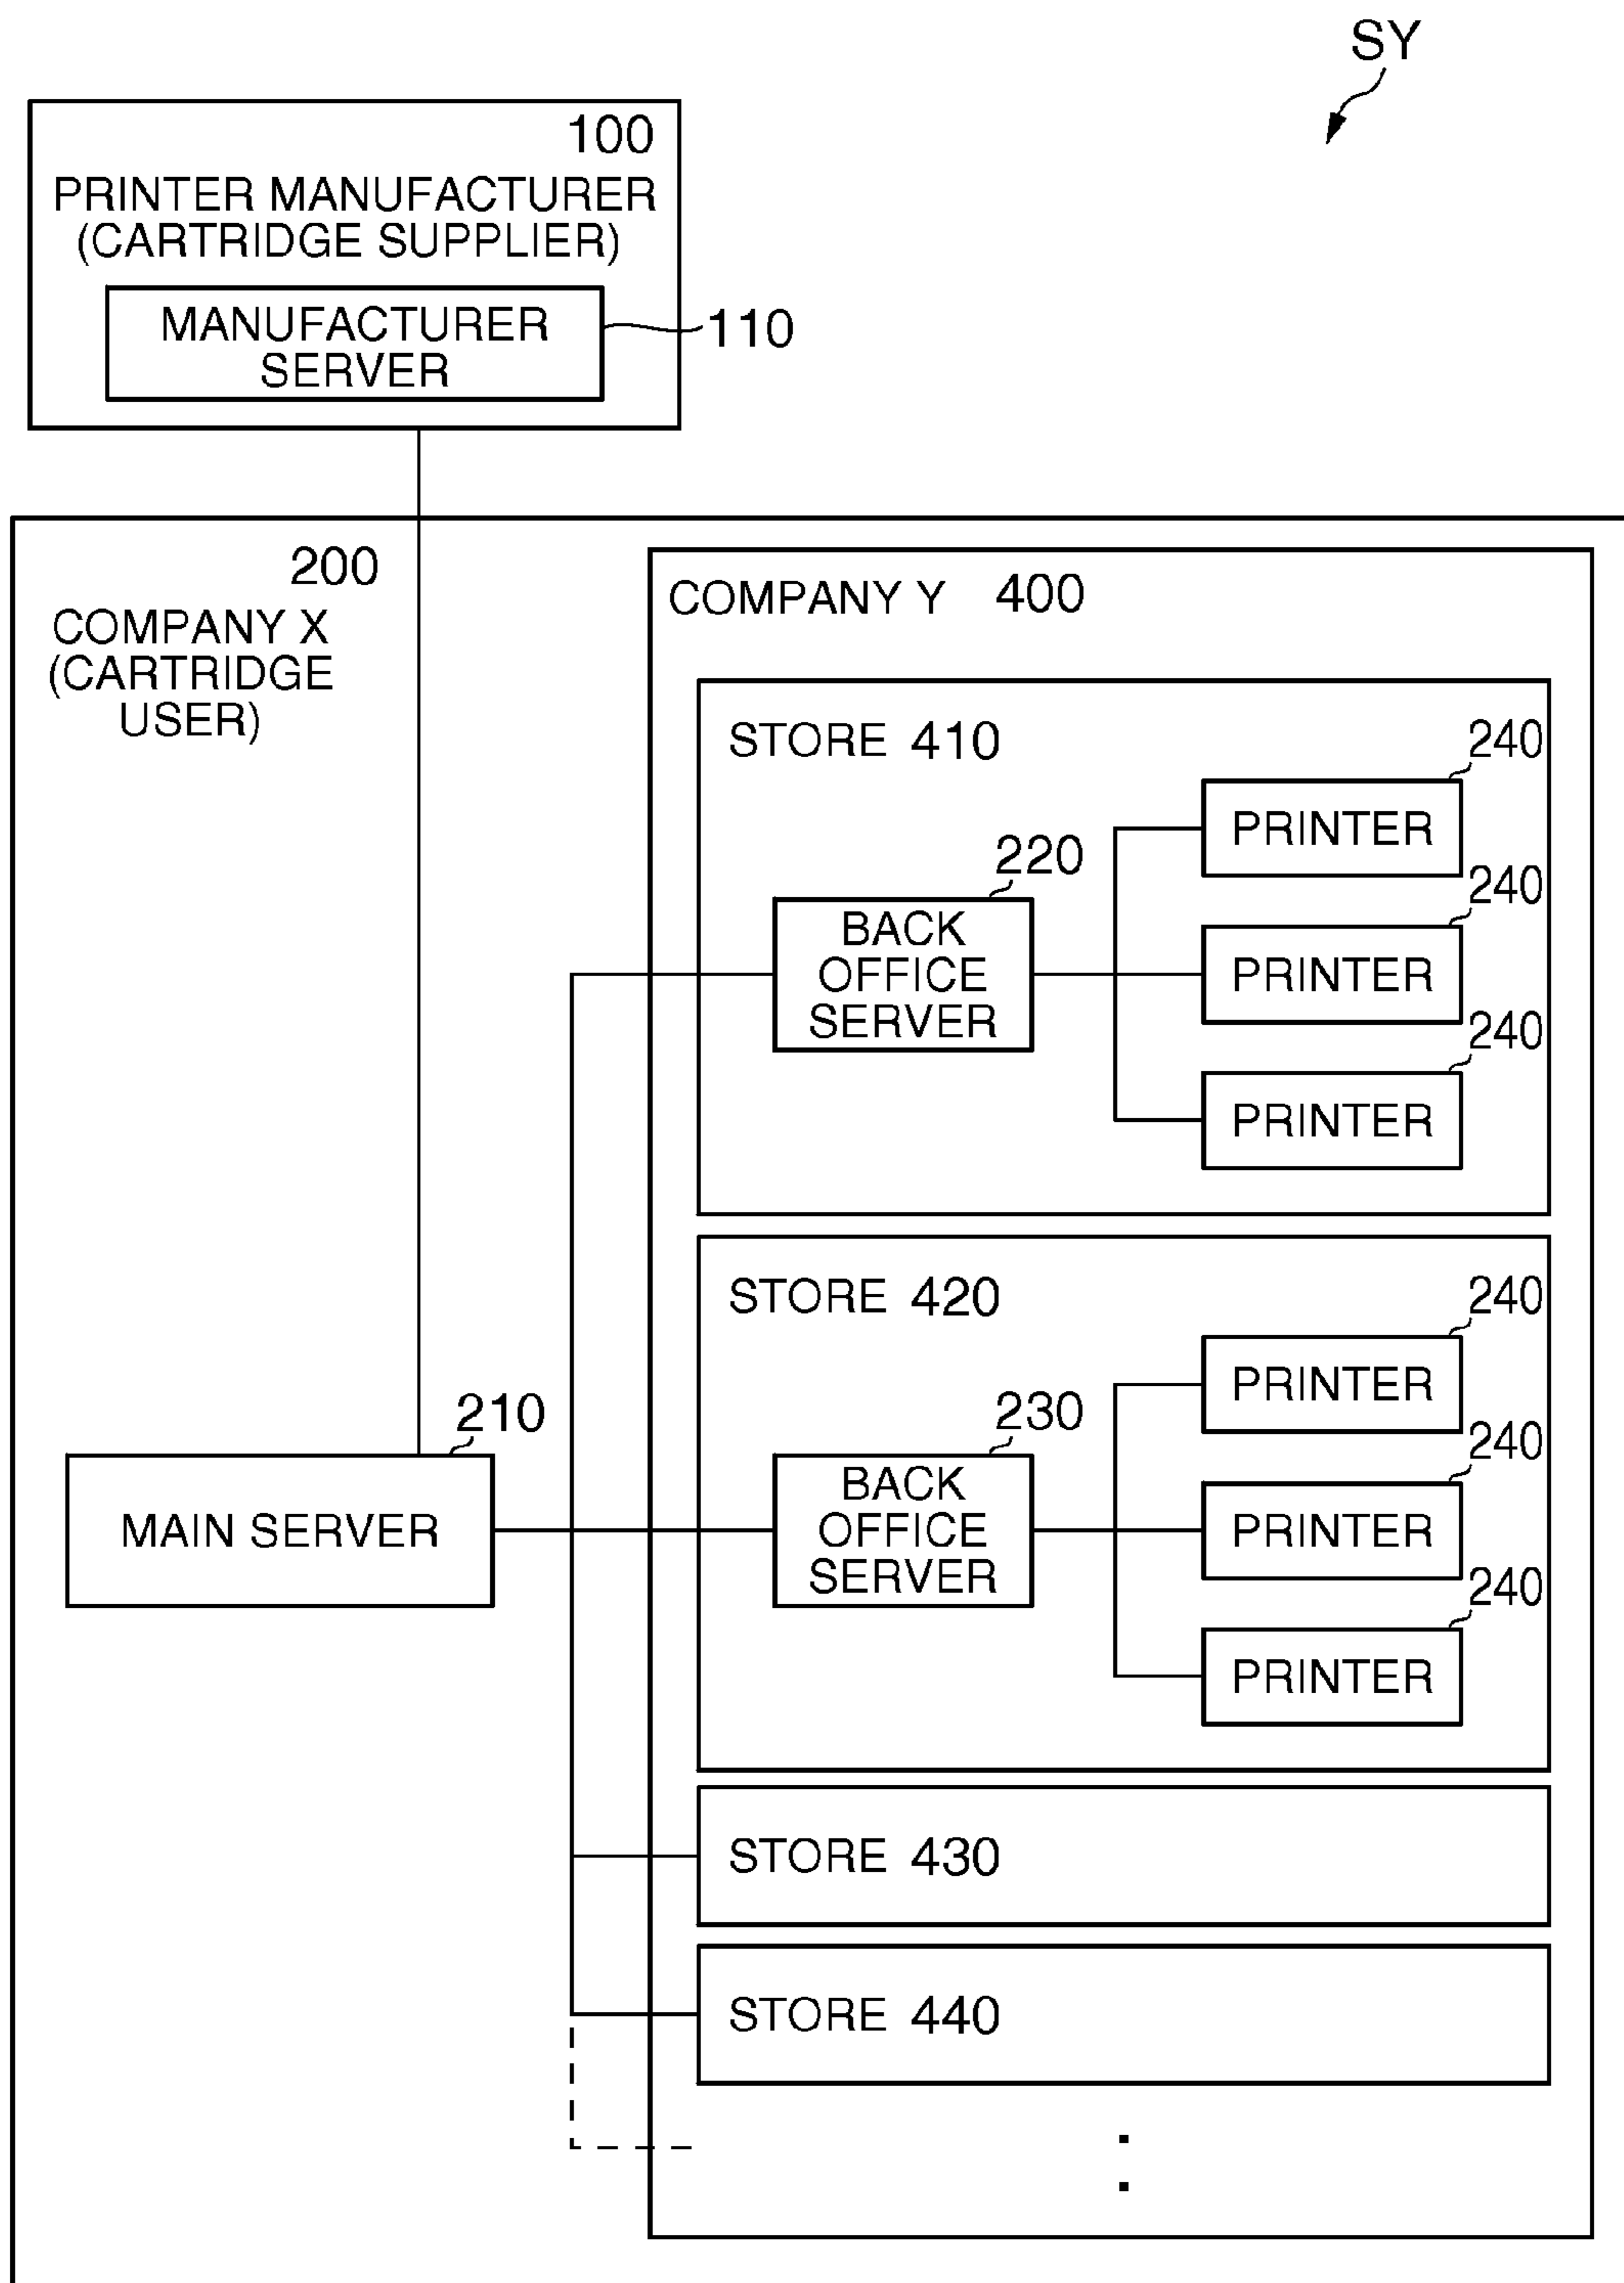 SY
100
PRINTER MANUFACTURER
(CARTRIDGE SUPPLIER)
MANUFACTURER
SERVER
110
200
COMPANY X
(CARTRIDGE
USER)
COMPANY Y 400
STORE 410
240
PRINTER
220
BACK
OFFICE
SERVER
240
PRINTER
240
PRINTER
STORE 420
240
PRINTER
210
MAIN SERVER
230
BACK
OFFICE
SERVER
240
PRINTER
240
PRINTER
STORE 430
STORE 440